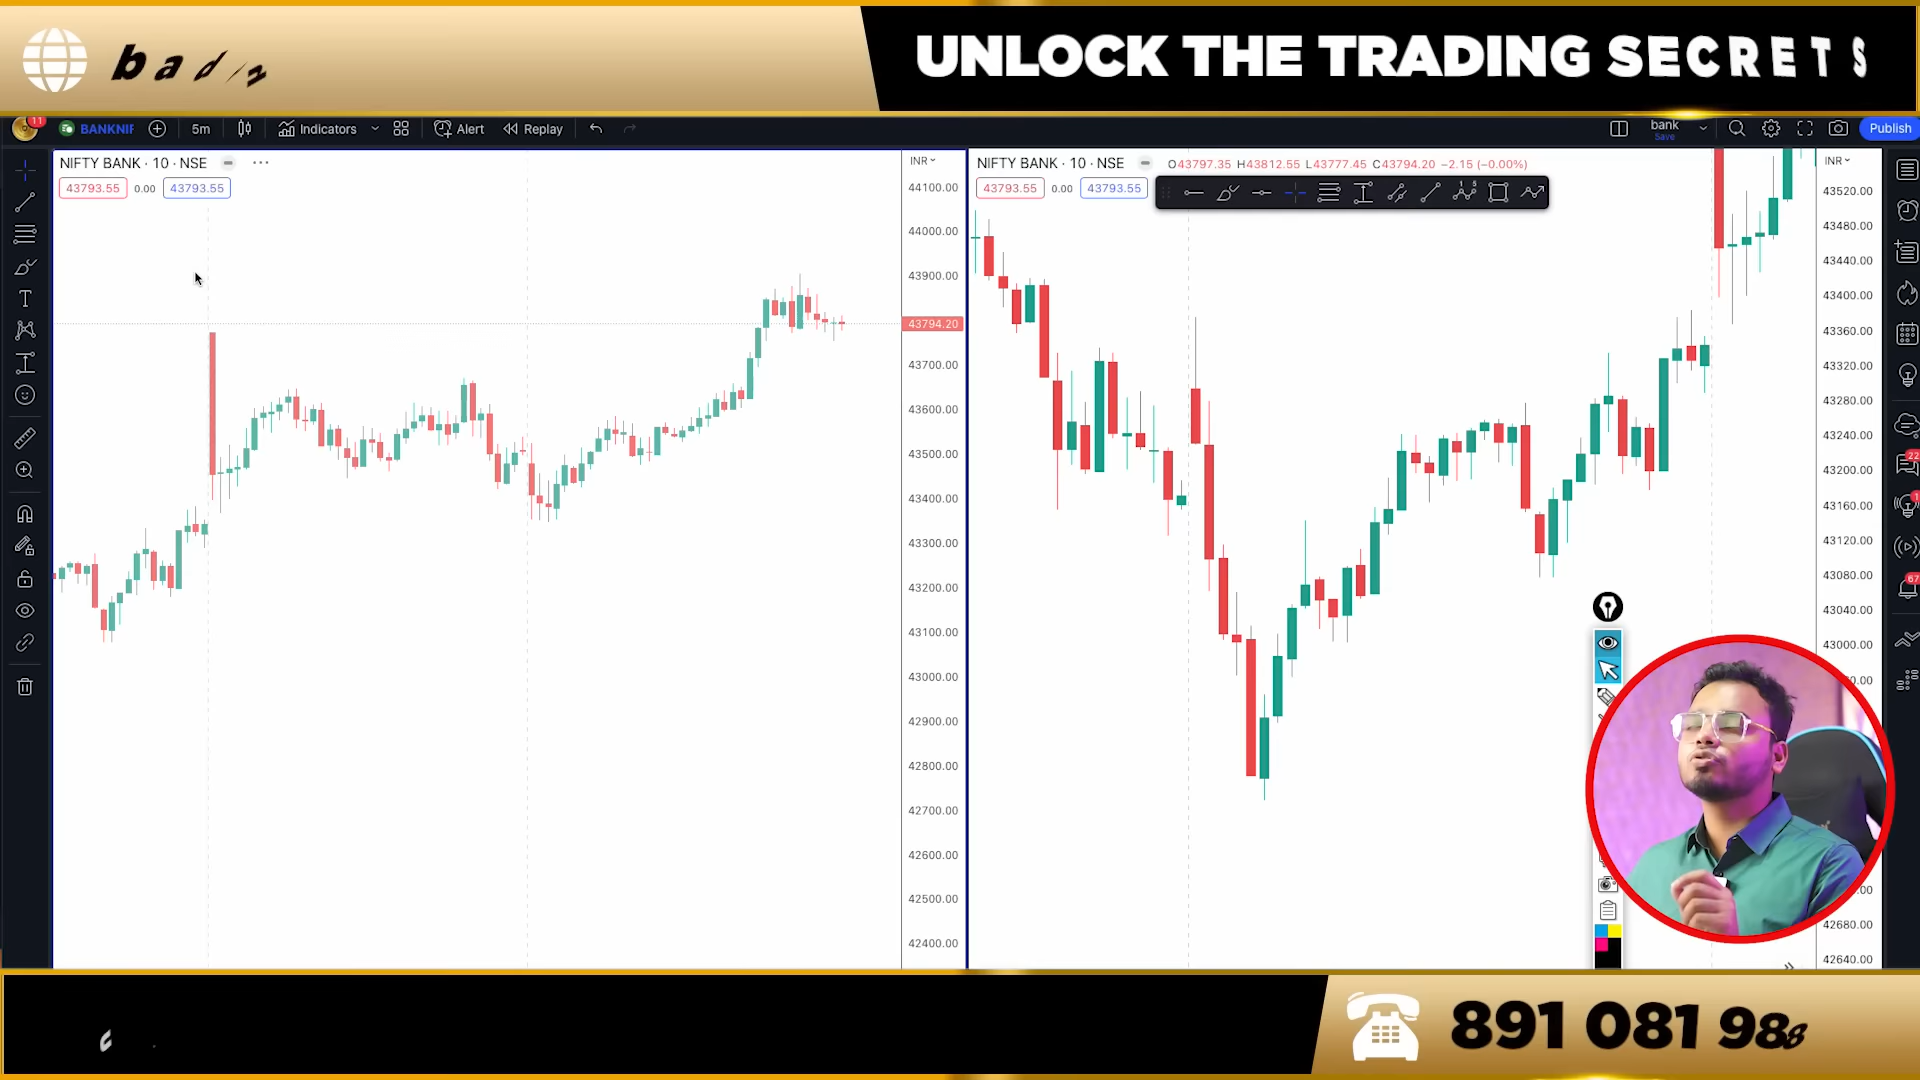 UNLOCK THE TRADING SECRETS
11
BANKNIF
5m
Indicators
Alert
Replay
bank
Save
Publish
NIFTY BANK · 10 · NSE
43793.55
0.00
43793.55
INR
44100.00
44000.00
43900.00
43794.20
43700.00
43600.00
43500.00
43400.00
43300.00
43200.00
43100.00
43000.00
42900.00
42800.00
42700.00
42600.00
42500.00
42400.00
NIFTY BANK · 10 · NSE
O43797.35 H43812.55 L43777.45 C43794.20 −2.15 (−0.00%)
43793.55
0.00
43793.55
INR
43520.00
43480.00
43440.00
43400.00
43360.00
43320.00
43280.00
43240.00
43200.00
43160.00
43120.00
43080.00
43040.00
43000.00
42680.00
42640.00
22
1
67
891 081 988